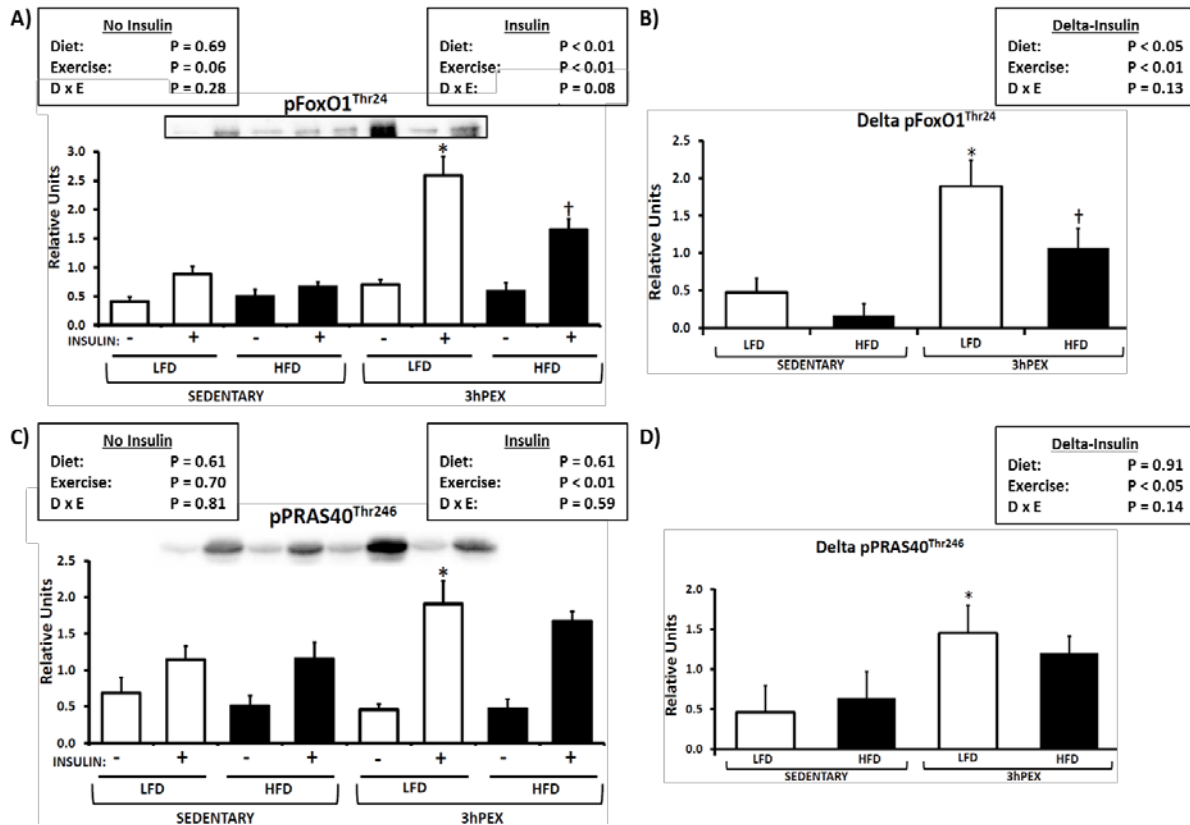 A)
No Insulin
Diet: P = 0.69
Exercise: P = 0.06
D x E P = 0.28
Insulin
Diet: P < 0.01
Exercise: P < 0.01
D x E: P = 0.08
pFoxO1Thr24
Relative Units
3.0
2.5
2.0
1.5
1.0
0.5
0.0
*
†
INSULIN: - + - + - + - +
LFD HFD LFD HFD
SEDENTARY 3hPEX
B)
Delta-Insulin
Diet: P < 0.05
Exercise: P < 0.01
D x E P = 0.13
Delta pFoxO1Thr24
Relative Units
2.5
2.0
1.5
1.0
0.5
0.0
*
†
LFD HFD LFD HFD
SEDENTARY 3hPEX
C)
No Insulin
Diet: P = 0.61
Exercise: P = 0.70
D x E P = 0.81
Insulin
Diet: P = 0.61
Exercise: P < 0.01
D x E: P = 0.59
pPRAS40Thr246
Relative Units
2.5
2.0
1.5
1.0
0.5
0.0
*
INSULIN: - + - + - + - +
LFD HFD LFD HFD
SEDENTARY 3hPEX
D)
Delta-Insulin
Diet: P = 0.91
Exercise: P < 0.05
D x E P = 0.14
Delta pPRAS40Thr246
Relative Units
2.0
1.5
1.0
0.5
0.0
*
LFD HFD LFD HFD
SEDENTARY 3hPEX